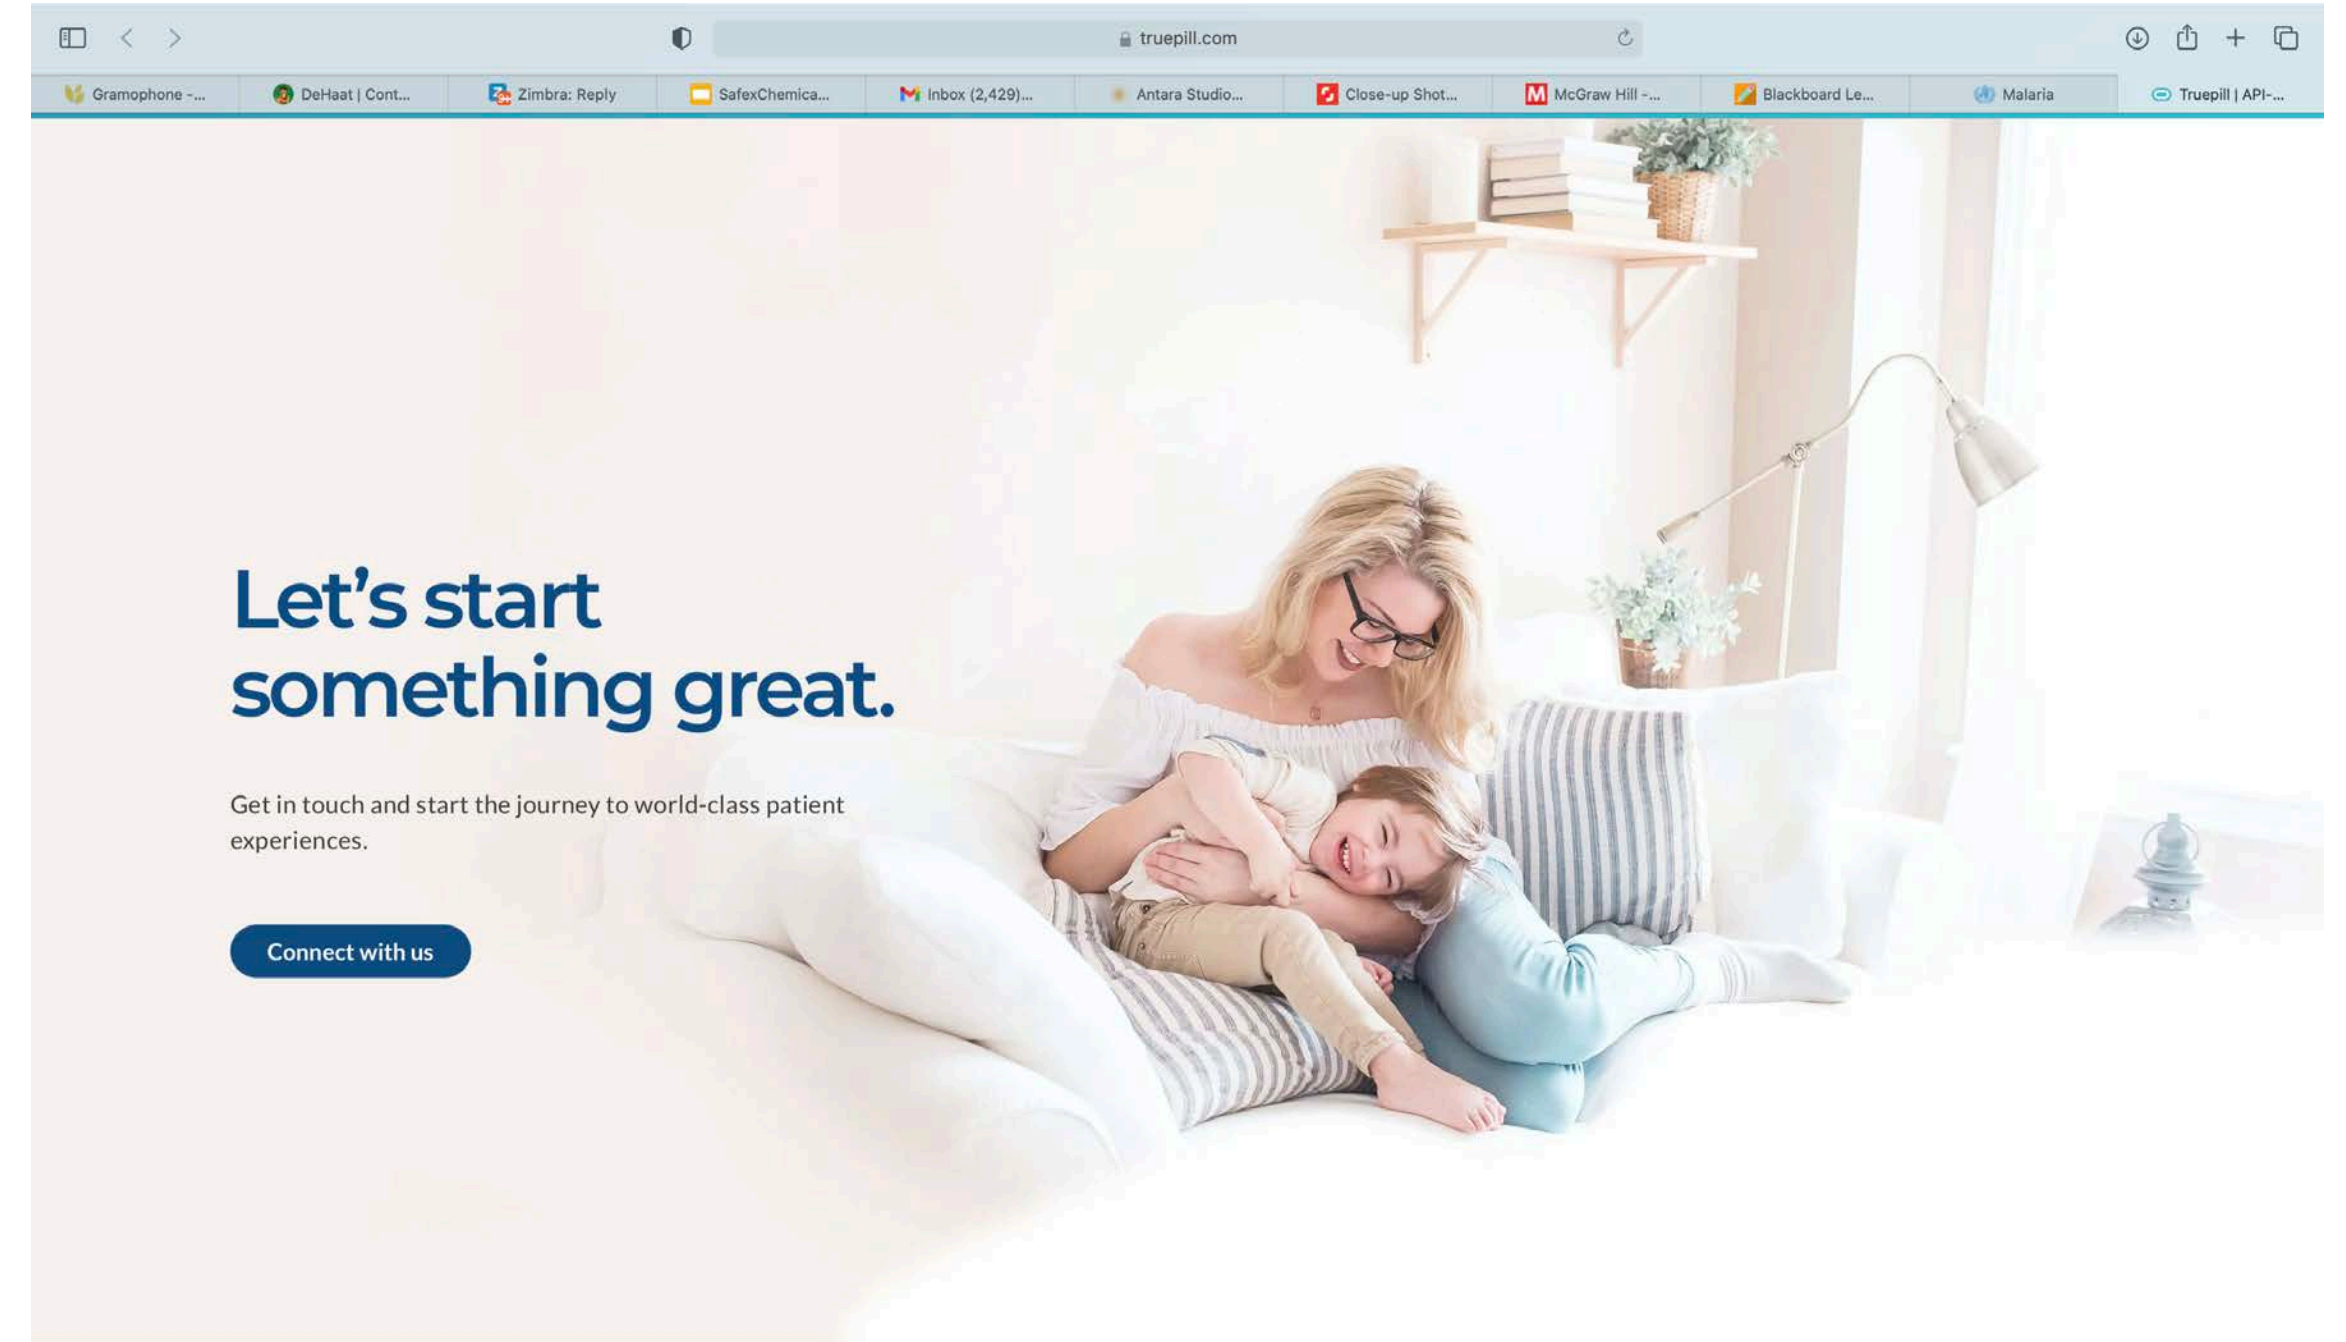 truepill.com
Gramophone -...
DeHaat | Cont...
Zimbra: Reply
SafexChemica...
Inbox (2,429)...
Antara Studio...
Close-up Shot...
McGraw Hill -...
Blackboard Le...
Malaria
Truepill | API-...
Let's start
something great.
Get in touch and start the journey to world-class patient
experiences.
Connect with us